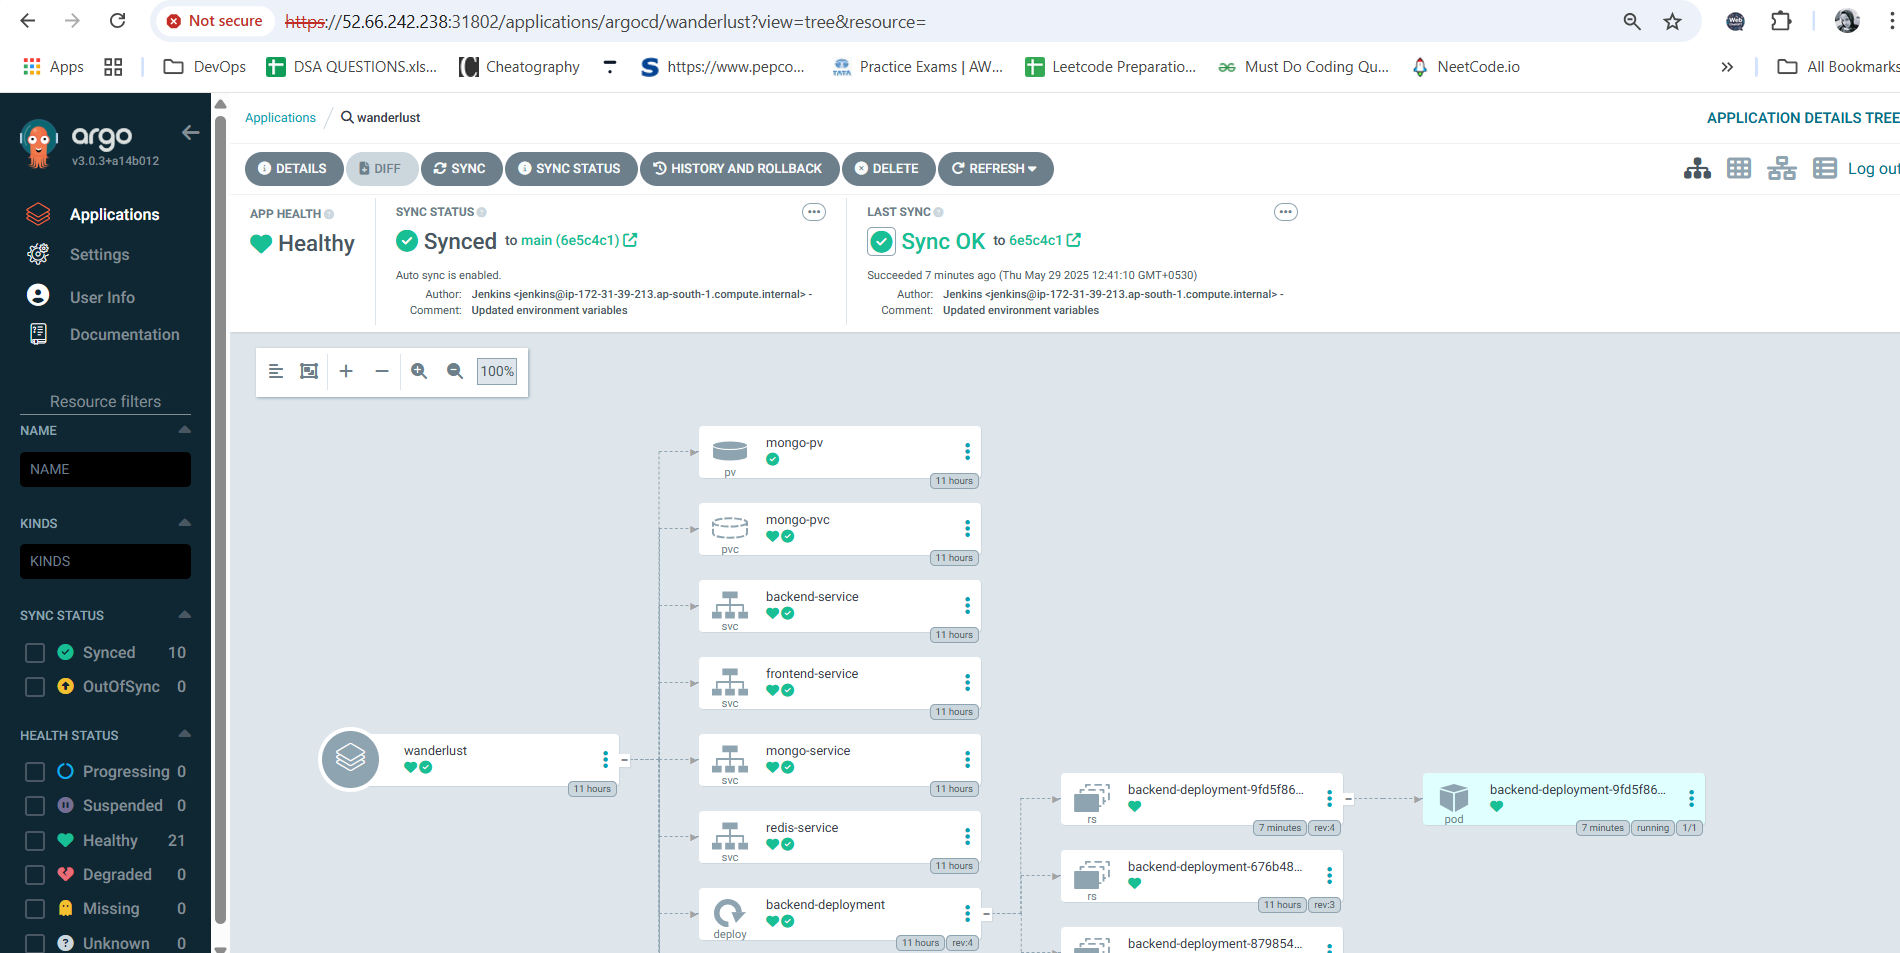 Not secure
https://52.66.242.238:31802/applications/argocd/wanderlust?view=tree&resource=
Apps
DevOps
DSA QUESTIONS.xls...
Cheatography
https://www.pepco...
Practice Exams | AW...
Leetcode Preparatio...
Must Do Coding Qu...
NeetCode.io
All Bookmarks
argo
v3.0.3+a14b012
Applications
Settings
User Info
Documentation
Resource filters
NAME
NAME
KINDS
KINDS
SYNC STATUS
Synced 10
OutOfSync 0
HEALTH STATUS
Progressing 0
Suspended 0
Healthy 21
Degraded 0
Missing 0
Unknown 0
Applications / wanderlust
APPLICATION DETAILS TREE
DETAILS
DIFF
SYNC
SYNC STATUS
HISTORY AND ROLLBACK
DELETE
REFRESH
Log out
APP HEALTH
Healthy
SYNC STATUS
Synced to main (6e5c4c1)
Auto sync is enabled.
Author: Jenkins <jenkins@ip-172-31-39-213.ap-south-1.compute.internal> -
Comment: Updated environment variables
LAST SYNC
Sync OK to 6e5c4c1
Succeeded 7 minutes ago (Thu May 29 2025 12:41:10 GMT+0530)
Author: Jenkins <jenkins@ip-172-31-39-213.ap-south-1.compute.internal> -
Comment: Updated environment variables
100%
wanderlust
11 hours
mongo-pv
pv
11 hours
mongo-pvc
pvc
11 hours
backend-service
svc
11 hours
frontend-service
svc
11 hours
mongo-service
svc
11 hours
redis-service
svc
11 hours
backend-deployment
deploy
11 hours rev:4
backend-deployment-9fd5f86...
rs
7 minutes rev:4
backend-deployment-676b48...
rs
11 hours rev:3
backend-deployment-879854...
backend-deployment-9fd5f86...
pod
7 minutes running 1/1